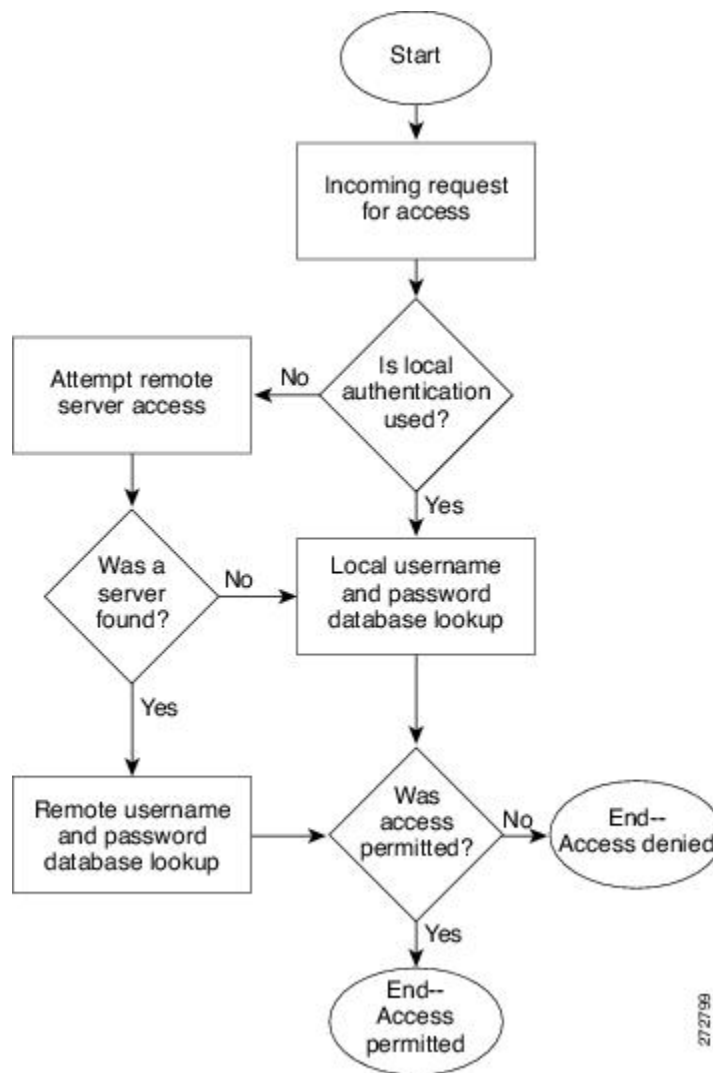 Start
Incoming request
for access
Is local
authentication
used?
No
Attempt remote
server access
Yes
Was a
server
found?
No
Local username
and password
database lookup
Yes
Remote username
and password
database lookup
Was
access
permitted?
No
End--
Access denied
Yes
End--
Access
permitted
272799